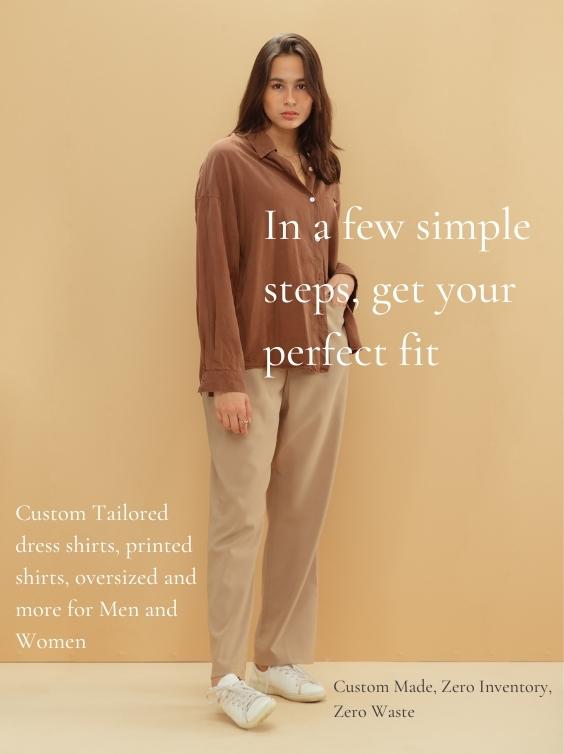 In a few simple
steps, get your
perfect fit
Custom Tailored
dress shirts, printed
shirts, oversized and
more for Men and
Women
Custom Made, Zero Inventory,
Zero Waste